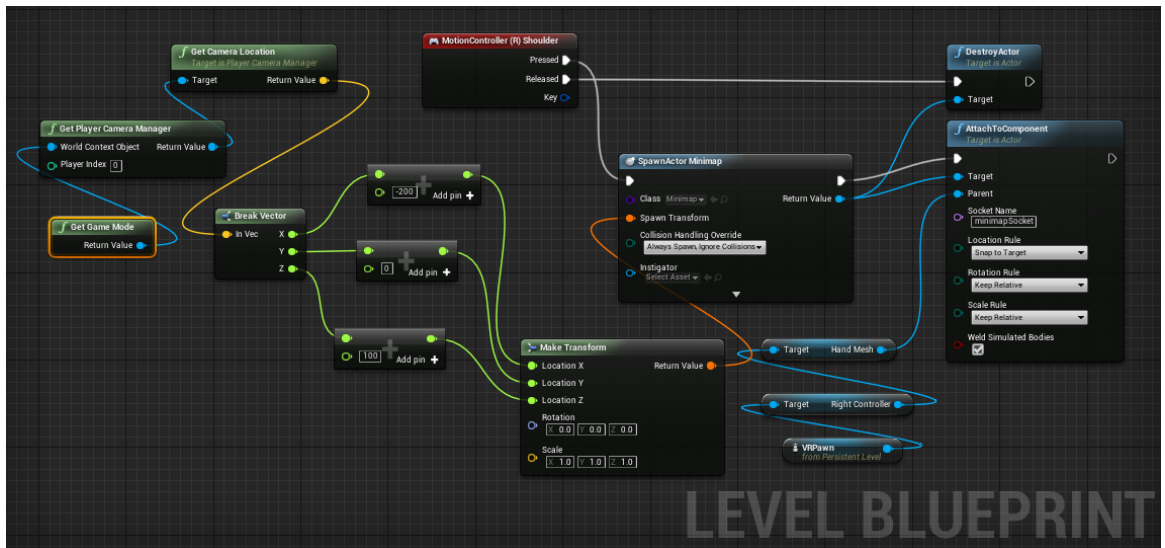 Get Camera Location
Target is Player Camera Manager
Target Return Value
Get Player Camera Manager
World Context Object Return Value
Player Index 0
Get Game Mode
Return Value
Break Vector
In Vec X
Y
Z
-200 Add pin +
0 Add pin +
100 Add pin +
MotionController (R) Shoulder
Pressed
Released
Key
SpawnActor Minimap
Class Minimap Return Value
Spawn Transform
Collision Handling Override
Always Spawn, Ignore Collisions
Instigator
Select Asset
Make Transform
Location X Return Value
Location Y
Location Z
Rotation
X 0.0 Y 0.0 Z 0.0
Scale
X 1.0 Y 1.0 Z 1.0
DestroyActor
Target is Actor
Target
AttachToComponent
Target is Actor
Target
Parent
Socket Name
minimapSocket
Location Rule
Snap to Target
Rotation Rule
Keep Relative
Scale Rule
Keep Relative
Weld Simulated Bodies
Target Hand Mesh
Target Right Controller
VRPawn
from Persistent Level
LEVEL BLUEPRINT